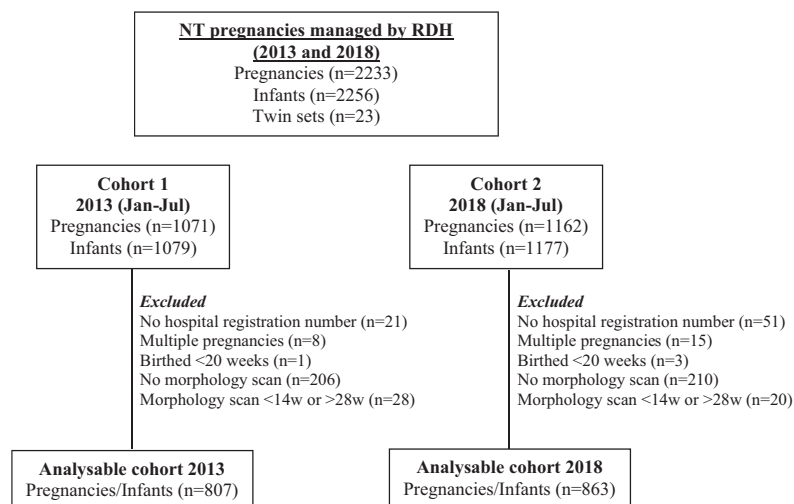 NT pregnancies managed by RDH
(2013 and 2018)
Pregnancies (n=2233)
Infants (n=2256)
Twin sets (n=23)
Cohort 1
2013 (Jan-Jul)
Pregnancies (n=1071)
Infants (n=1079)
Cohort 2
2018 (Jan-Jul)
Pregnancies (n=1162)
Infants (n=1177)
Excluded
No hospital registration number (n=21)
Multiple pregnancies (n=8)
Birthed <20 weeks (n=1)
No morphology scan (n=206)
Morphology scan <14w or >28w (n=28)
Excluded
No hospital registration number (n=51)
Multiple pregnancies (n=15)
Birthed <20 weeks (n=3)
No morphology scan (n=210)
Morphology scan <14w or >28w (n=20)
Analysable cohort 2013
Pregnancies/Infants (n=807)
Analysable cohort 2018
Pregnancies/Infants (n=863)